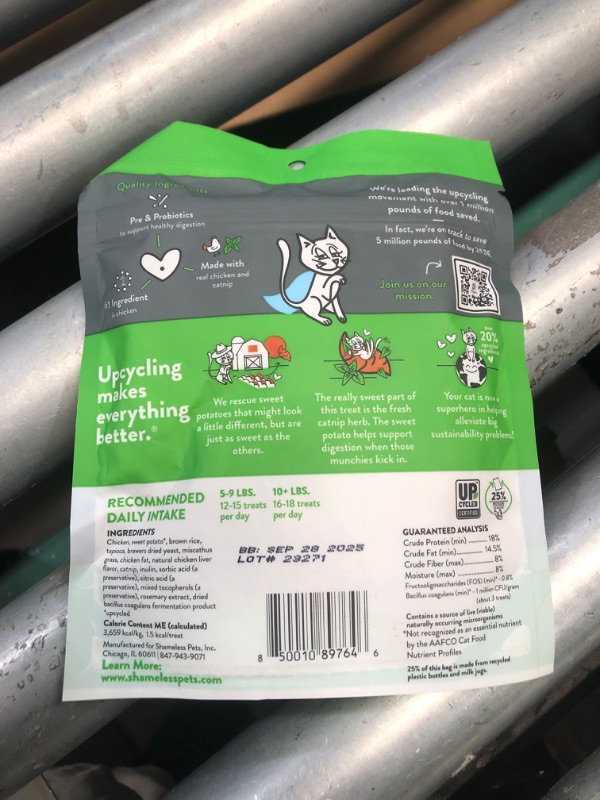 Quality Ingredients
Pre & Probiotics
to support healthy digestion
Made with
real chicken and
catnip
#1 Ingredient
is chicken
We're leading the upcycling
movement with over 1 million
pounds of food saved.
In fact, we're on track to save
5 million pounds of food by
Join us on our
mission.
Upcycling
makes
everything
better.®
We rescue sweet
potatoes that might look
a little different, but are
just as sweet as the
others.
The really sweet part of
this treat is the fresh
catnip herb. The sweet
potato helps support
digestion when those
munchies kick in.
over
20%
upcycled
ingredients
Your cat is now a
superhero in helping
alleviate big
sustainability problems!
RECOMMENDED
DAILY INTAKE
5-9 LBS.
12-15 treats
per day
10+ LBS.
16-18 treats
per day
UP
CYCLED
CERTIFIED
25%
INGREDIENTS
Chicken, sweet potato*, brown rice,
tapioca, brewers dried yeast, miscathus
grass, chicken fat, natural chicken liver
flavor, catnip, inulin, sorbic acid (a
preservative), citric acid (a
preservative), mixed tocopherols (a
preservative), rosemary extract, dried
bacillus coagulans fermentation product
*upcycled
Calorie Content ME (calculated)
3,659 kcal/kg, 1.5 kcal/treat
Manufactured for Shameless Pets, Inc.
Chicago, IL 60611 | 847-943-9071
Learn More:
www.shamelesspets.com
BB: SEP 28 2025
LOT# 23271
8 50010 89764 6
GUARANTEED ANALYSIS
Crude Protein (min) .......... 18%
Crude Fat (min) .......... 14.5%
Crude Fiber (max) .......... 8%
Moisture (max) .......... 8%
Fructooligosaccharides (FOS) (min)* - 0.8%
Bacillus coagulans (min)* - 1 million CFU/gram
(about 3 treats)
Contains a source of live (viable)
naturally occurring microorganisms
*Not recognized as an essential nutrient
by the AAFCO Cat Food
Nutrient Profiles
25% of this bag is made from recycled
plastic bottles and milk jugs.